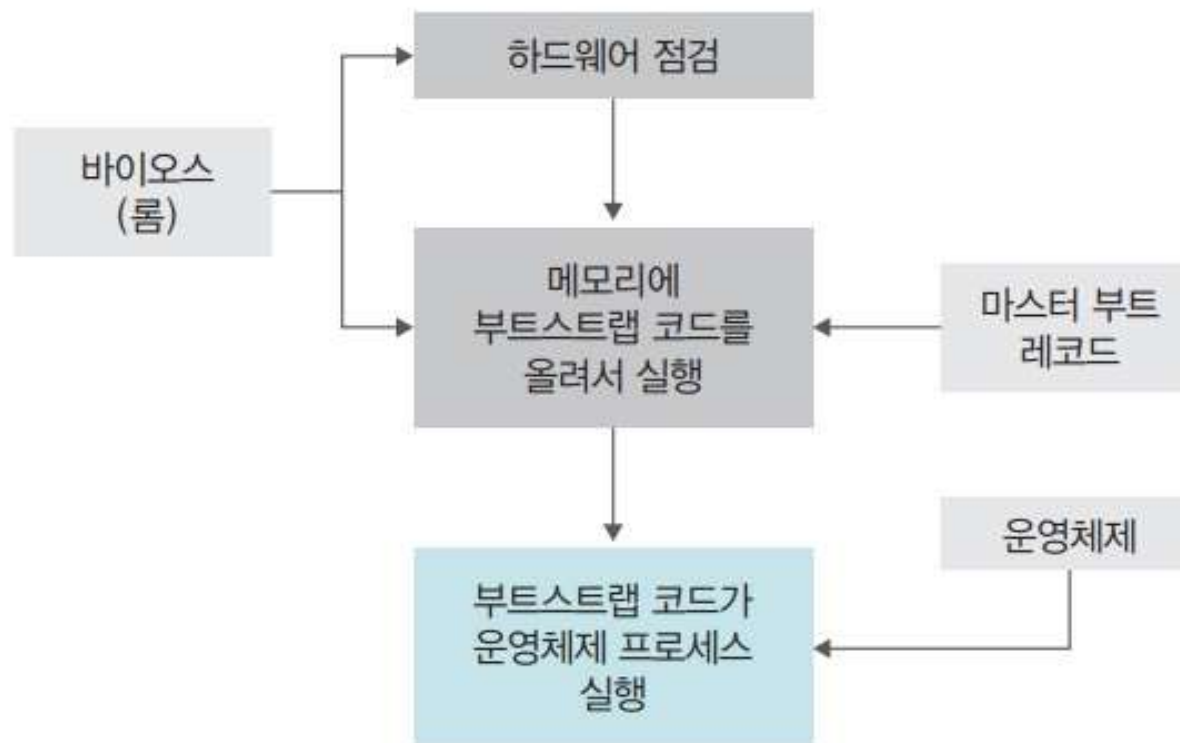 하드웨어 점검
바이오스
(롬)
메모리에
부트스트랩 코드를
올려서 실행
마스터 부트
레코드
운영체제
부트스트랩 코드가
운영체제 프로세스
실행